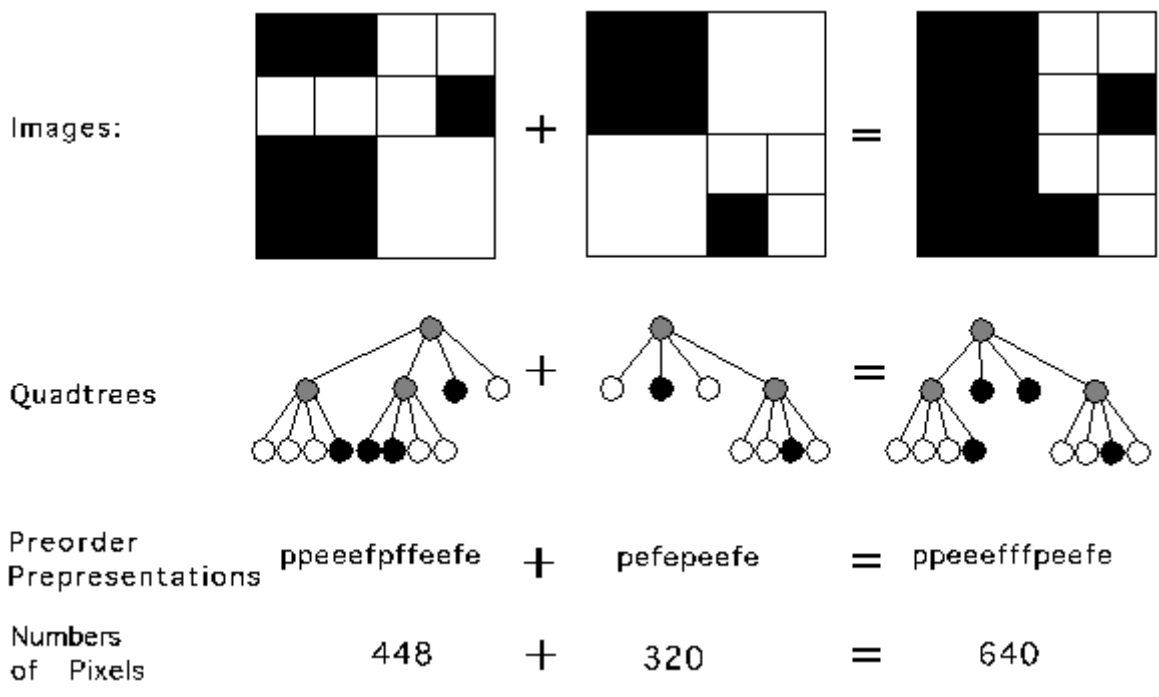 Images:
+ =
Quadtrees + =
Preorder
Prepresentations ppeeefpffeefe + pefepeefe = ppeeefffpeefe
Numbers
of Pixels 448 + 320 = 640